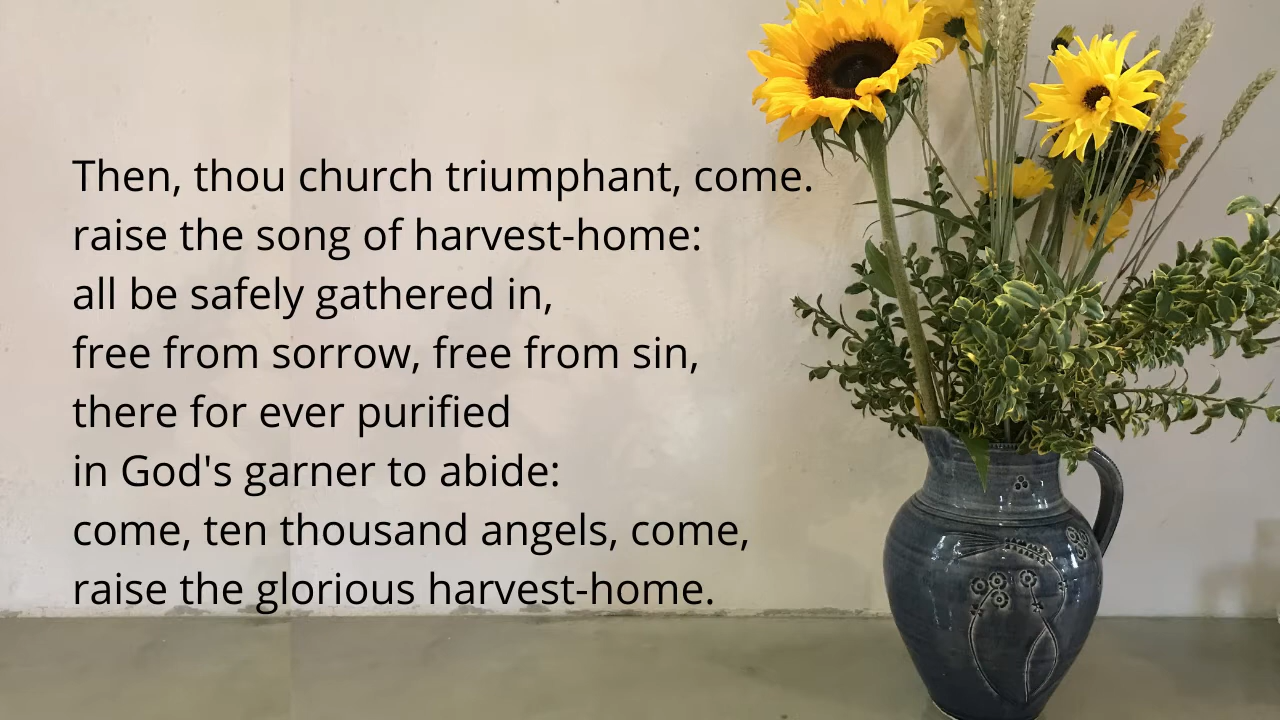 Then, thou church triumphant, come.
raise the song of harvest-home:
all be safely gathered in,
free from sorrow, free from sin,
there for ever purified
in God's garner to abide:
come, ten thousand angels, come,
raise the glorious harvest-home.